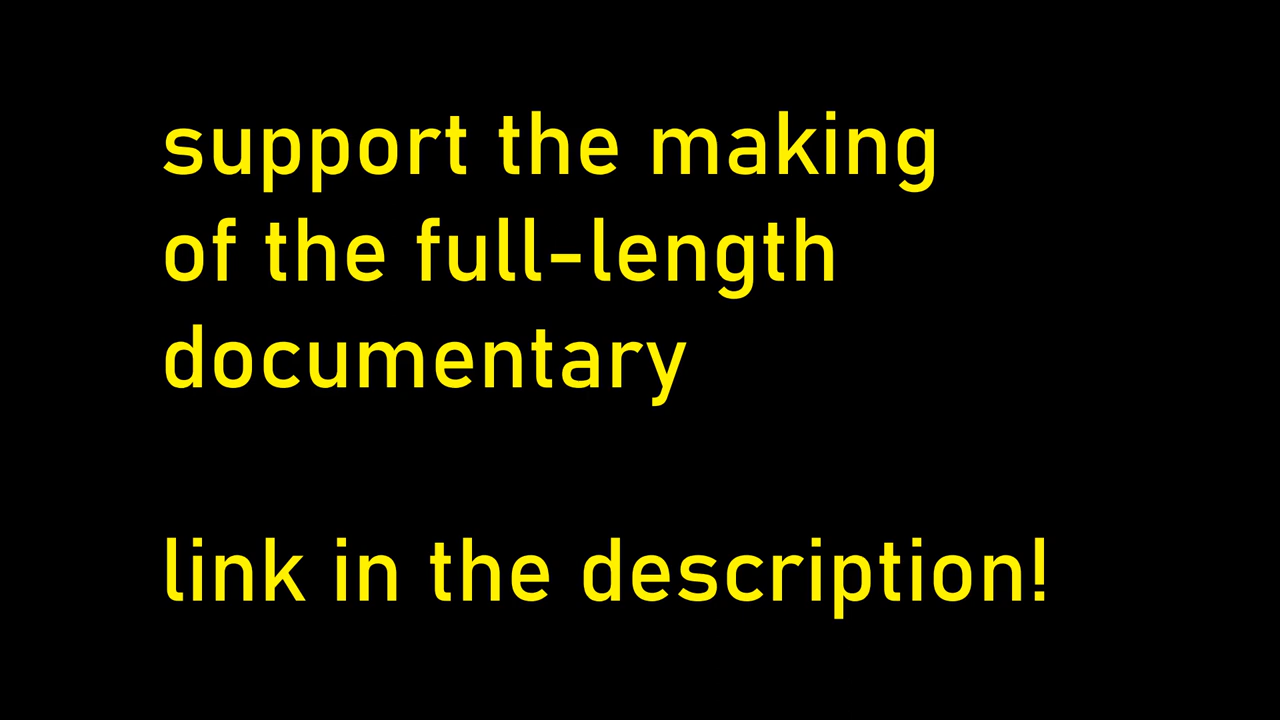 support the making
of the full-length
documentary
link in the description!